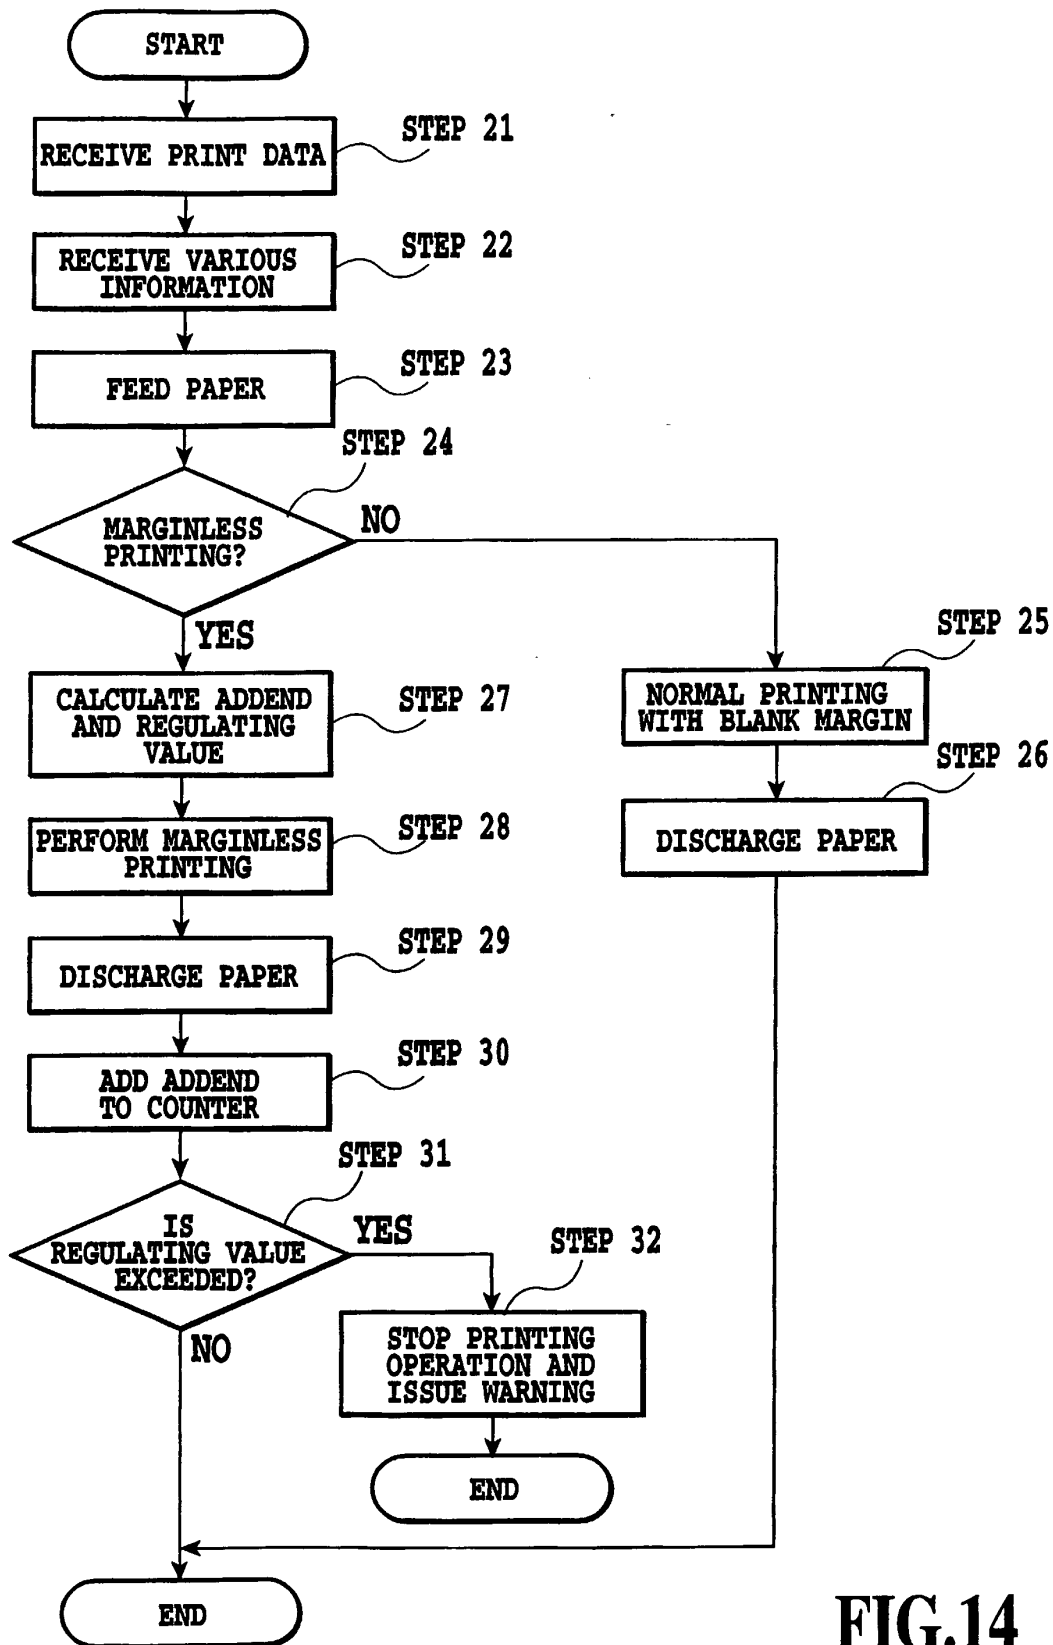 START
STEP 21
RECEIVE PRINT DATA
STEP 22
RECEIVE VARIOUS
INFORMATION
STEP 23
FEED PAPER
STEP 24
MARGINLESS
PRINTING?
NO
YES
STEP 25
NORMAL PRINTING
WITH BLANK MARGIN
STEP 26
DISCHARGE PAPER
STEP 27
CALCULATE ADDEND
AND REGULATING
VALUE
STEP 28
PERFORM MARGINLESS
PRINTING
STEP 29
DISCHARGE PAPER
STEP 30
ADD ADDEND
TO COUNTER
STEP 31
IS
REGULATING VALUE
EXCEEDED?
YES
NO
STEP 32
STOP PRINTING
OPERATION AND
ISSUE WARNING
END
END
FIG.14